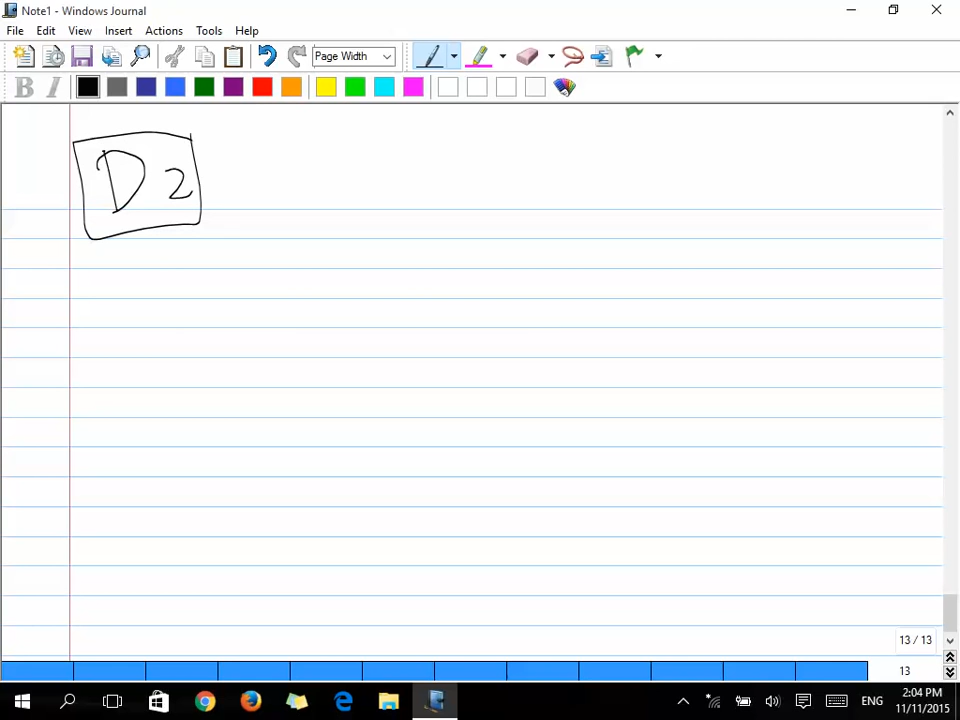 Note1 - Windows Journal
File Edit View Insert Actions Tools Help
Page Width
B I
D 2
13 / 13
13
ENG
2:04 PM
11/11/2015